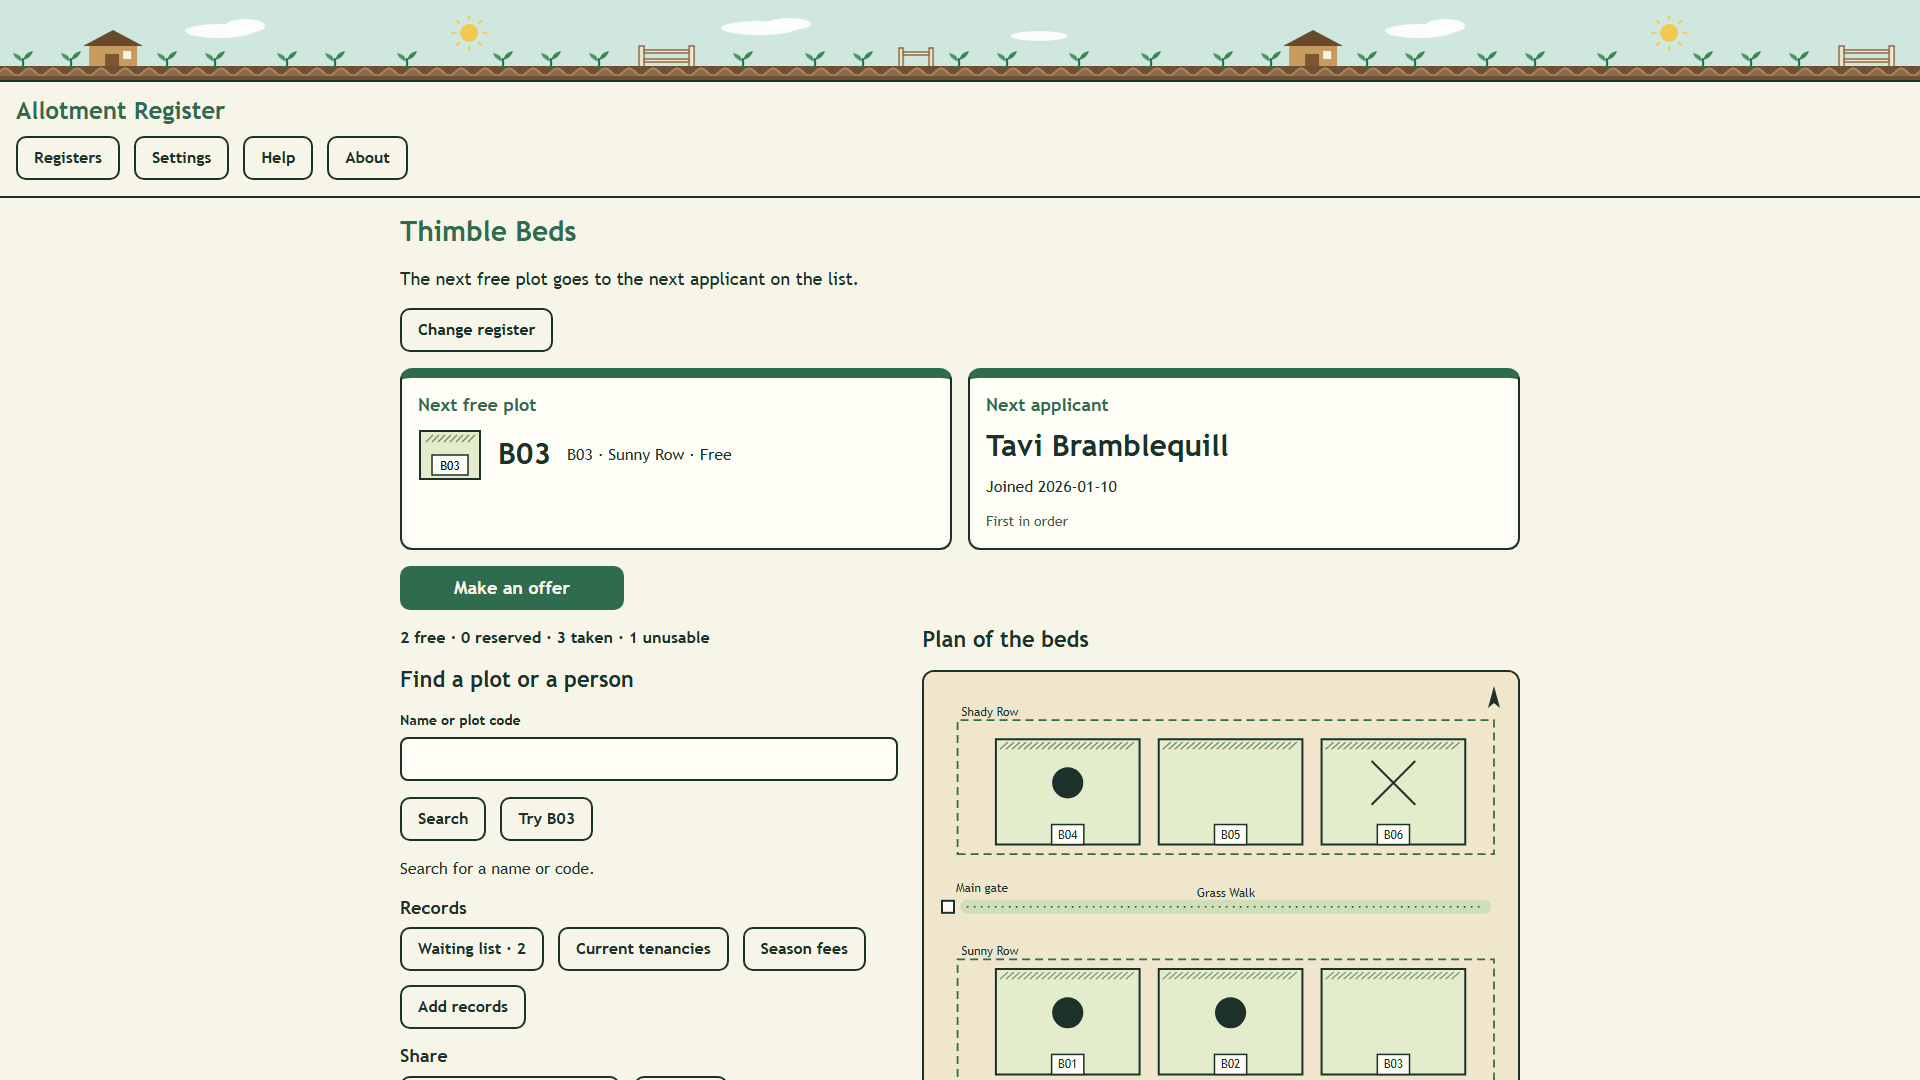 Allotment Register
Registers
Settings
Help
About
Thimble Beds
The next free plot goes to the next applicant on the list.
Change register
Next free plot
B03
B03
B03 · Sunny Row · Free
Next applicant
Tavi Bramblequill
Joined 2026-01-10
First in order
Make an offer
2 free · 0 reserved · 3 taken · 1 unusable
Find a plot or a person
Name or plot code
Search
Try B03
Search for a name or code.
Records
Waiting list · 2
Current tenancies
Season fees
Add records
Share
Plan of the beds
Shady Row
B04
B05
B06
Main gate
Grass Walk
Sunny Row
B01
B02
B03